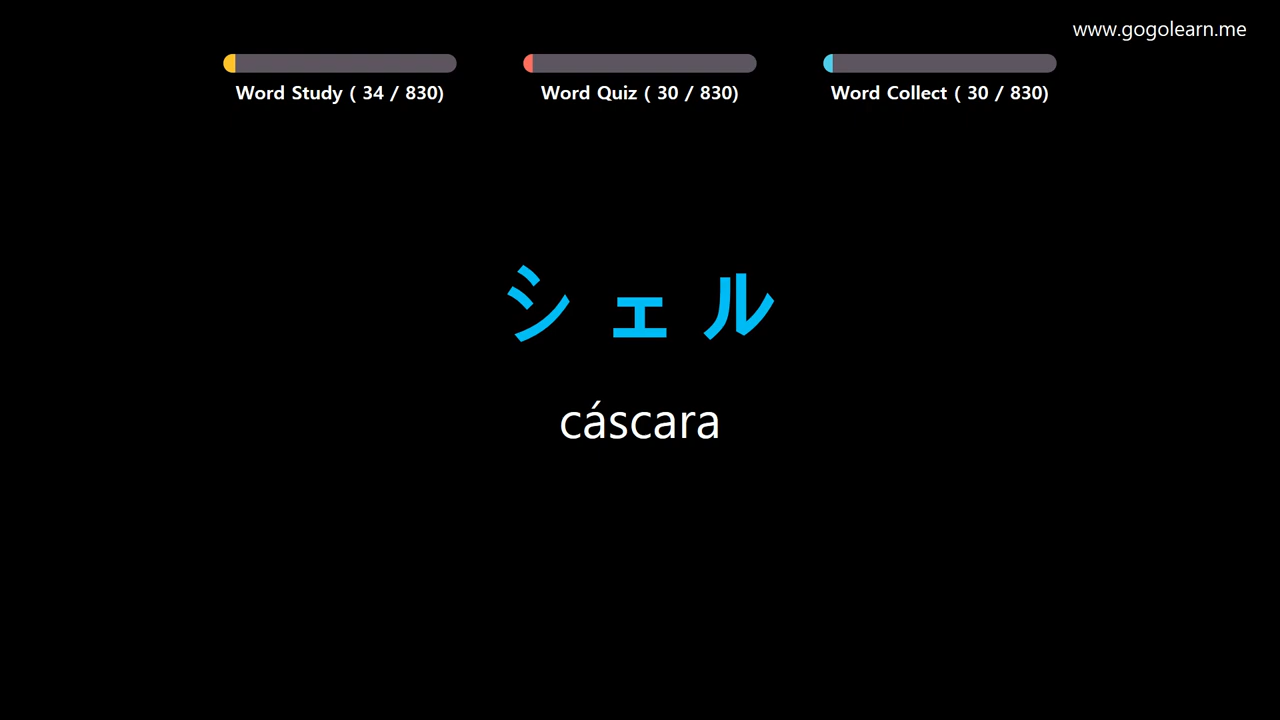 www.gogolearn.me
Word Study ( 34 / 830)
Word Quiz ( 30 / 830)
Word Collect ( 30 / 830)
シェル
cáscara